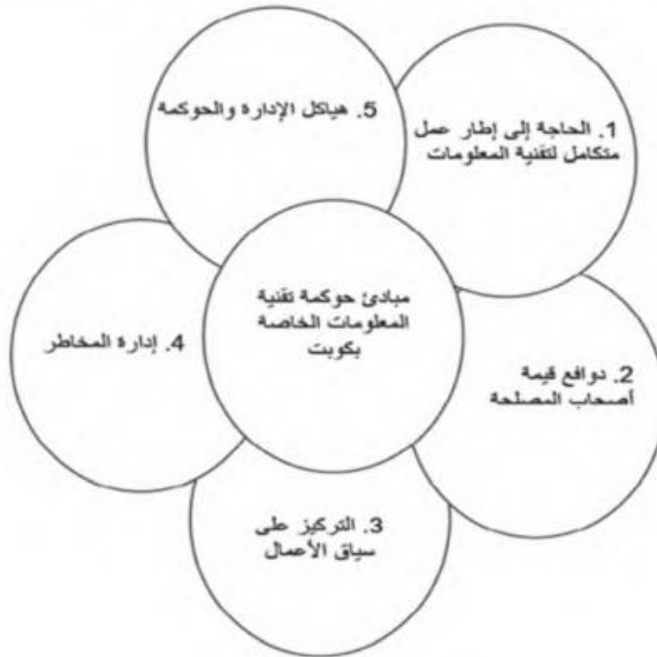 مبادئ حوكمة تقنية
المعلومات الخاصة
بكوبت
1. الحاجة إلى إطار عمل
متكامل لتقنية المعلومات
2. دوافع قيمة
أصحاب المصلحة
3. التركيز على
سياق الأعمال
4. إدارة المخاطر
5. هياكل الإدارة والحوكمة